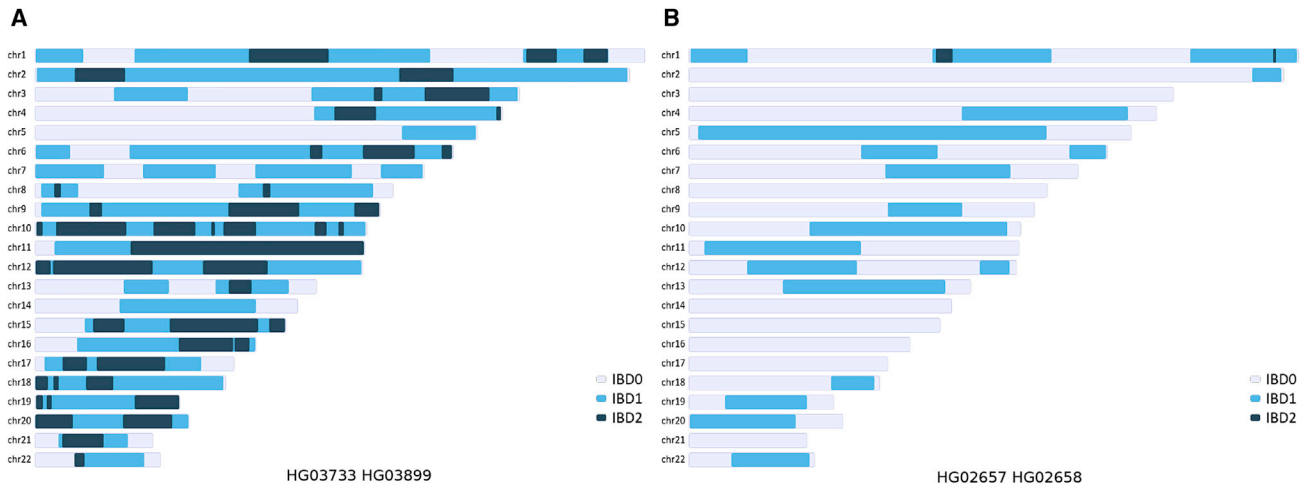 A
chr1
chr2
chr3
chr4
chr5
chr6
chr7
chr8
chr9
chr10
chr11
chr12
chr13
chr14
chr15
chr16
chr17
chr18
chr19
chr20
chr21
chr22
IBD0
IBD1
IBD2
HG03733 HG03899
B
chr1
chr2
chr3
chr4
chr5
chr6
chr7
chr8
chr9
chr10
chr11
chr12
chr13
chr14
chr15
chr16
chr17
chr18
chr19
chr20
chr21
chr22
IBD0
IBD1
IBD2
HG02657 HG02658